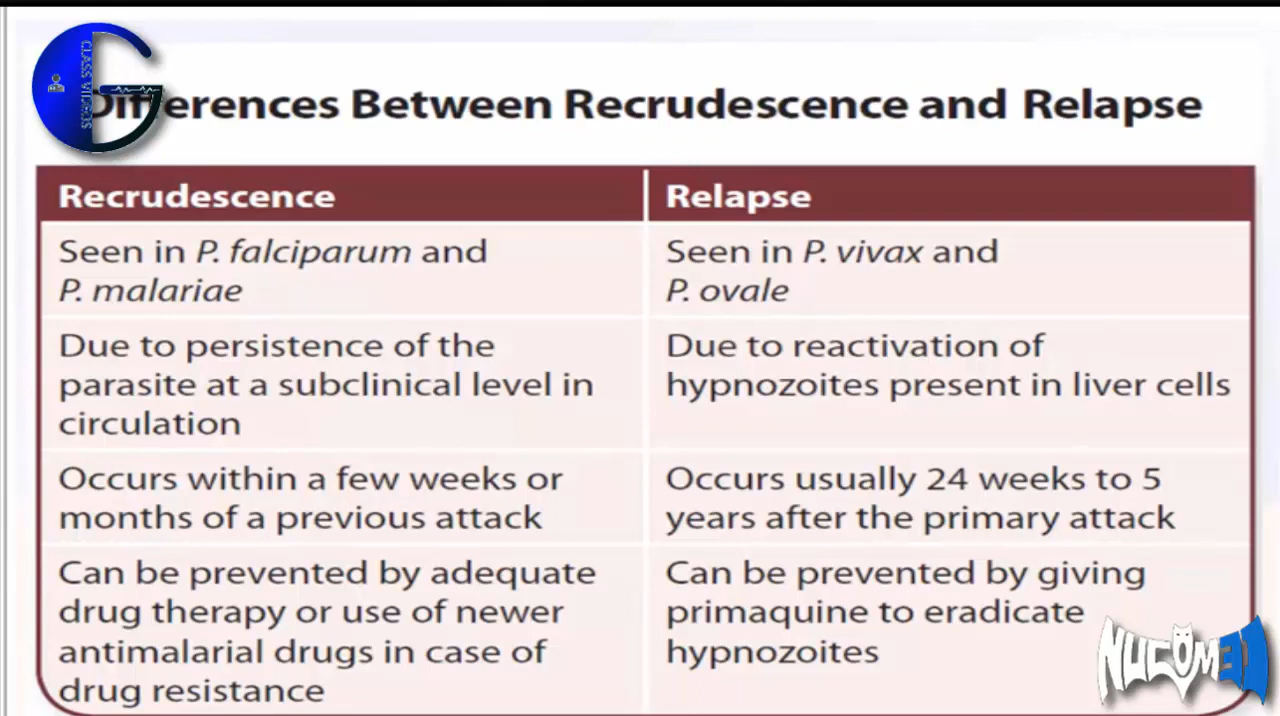 Differences Between Recrudescence and Relapse
Recrudescence
Relapse
Seen in P. falciparum and
P. malariae
Seen in P. vivax and
P. ovale
Due to persistence of the
parasite at a subclinical level in
circulation
Due to reactivation of
hypnozoites present in liver cells
Occurs within a few weeks or
months of a previous attack
Occurs usually 24 weeks to 5
years after the primary attack
Can be prevented by adequate
drug therapy or use of newer
antimalarial drugs in case of
drug resistance
Can be prevented by giving
primaquine to eradicate
hypnozoites
CLASS VIDEOS
NUCOMED